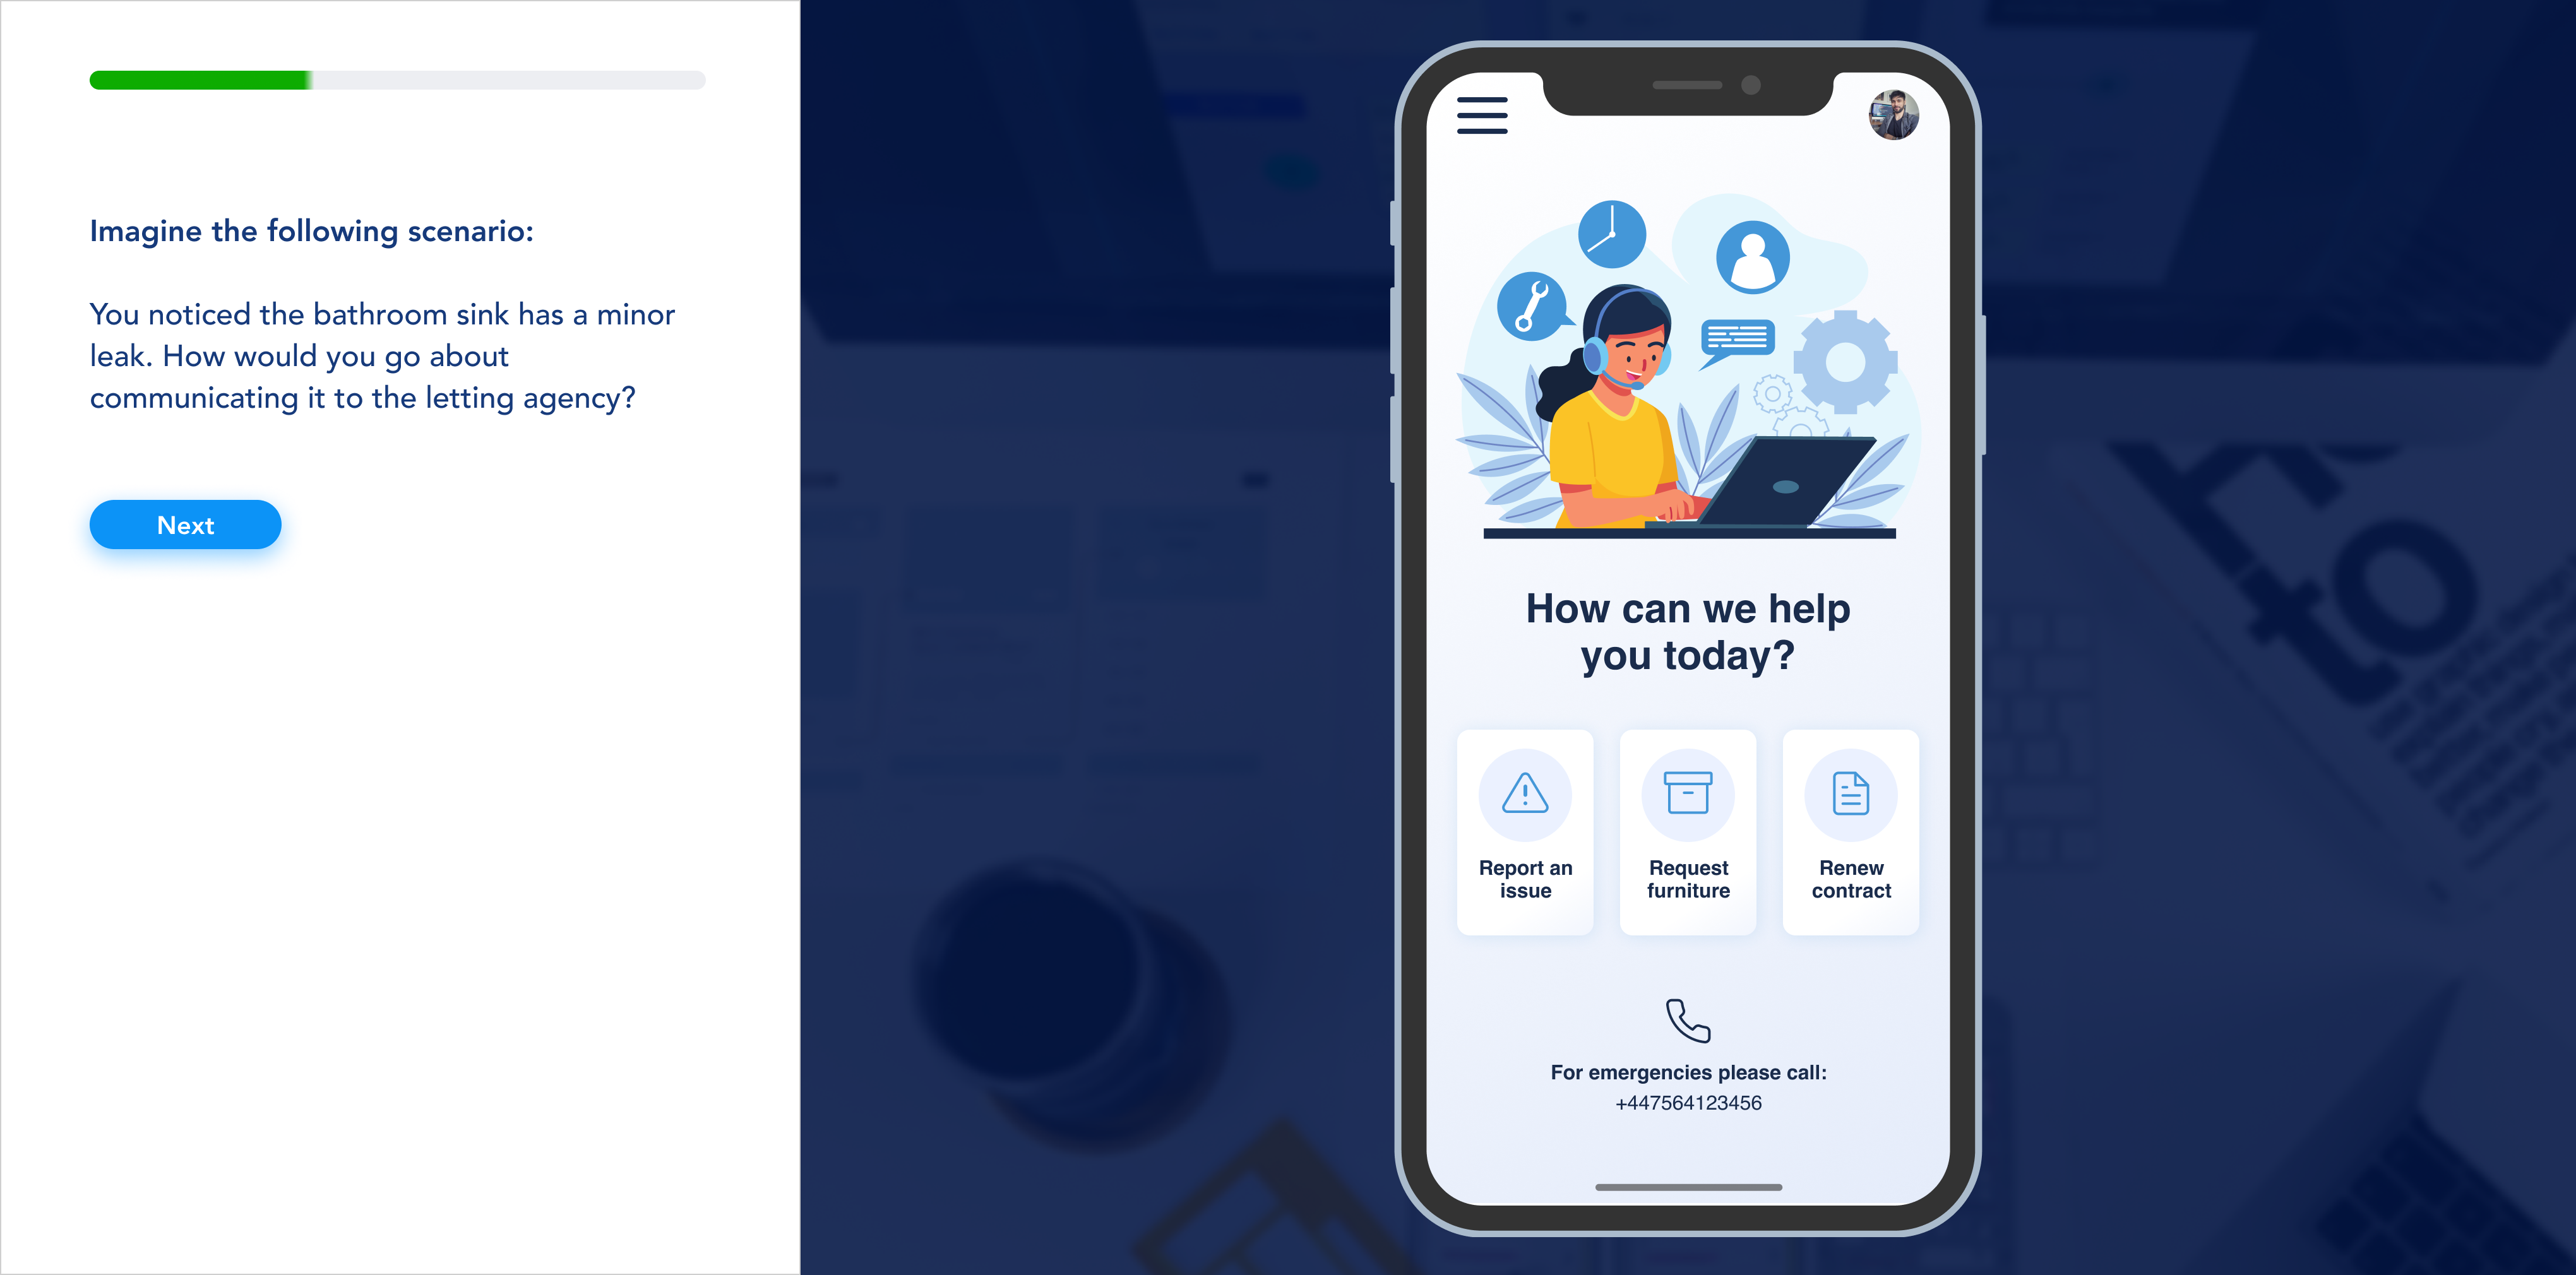 Imagine the following scenario:
You noticed the bathroom sink has a minor
leak. How would you go about
communicating it to the letting agency?
Next
How can we help
you today?
Report an
issue
Request
furniture
Renew
contract
For emergencies please call:
+447564123456